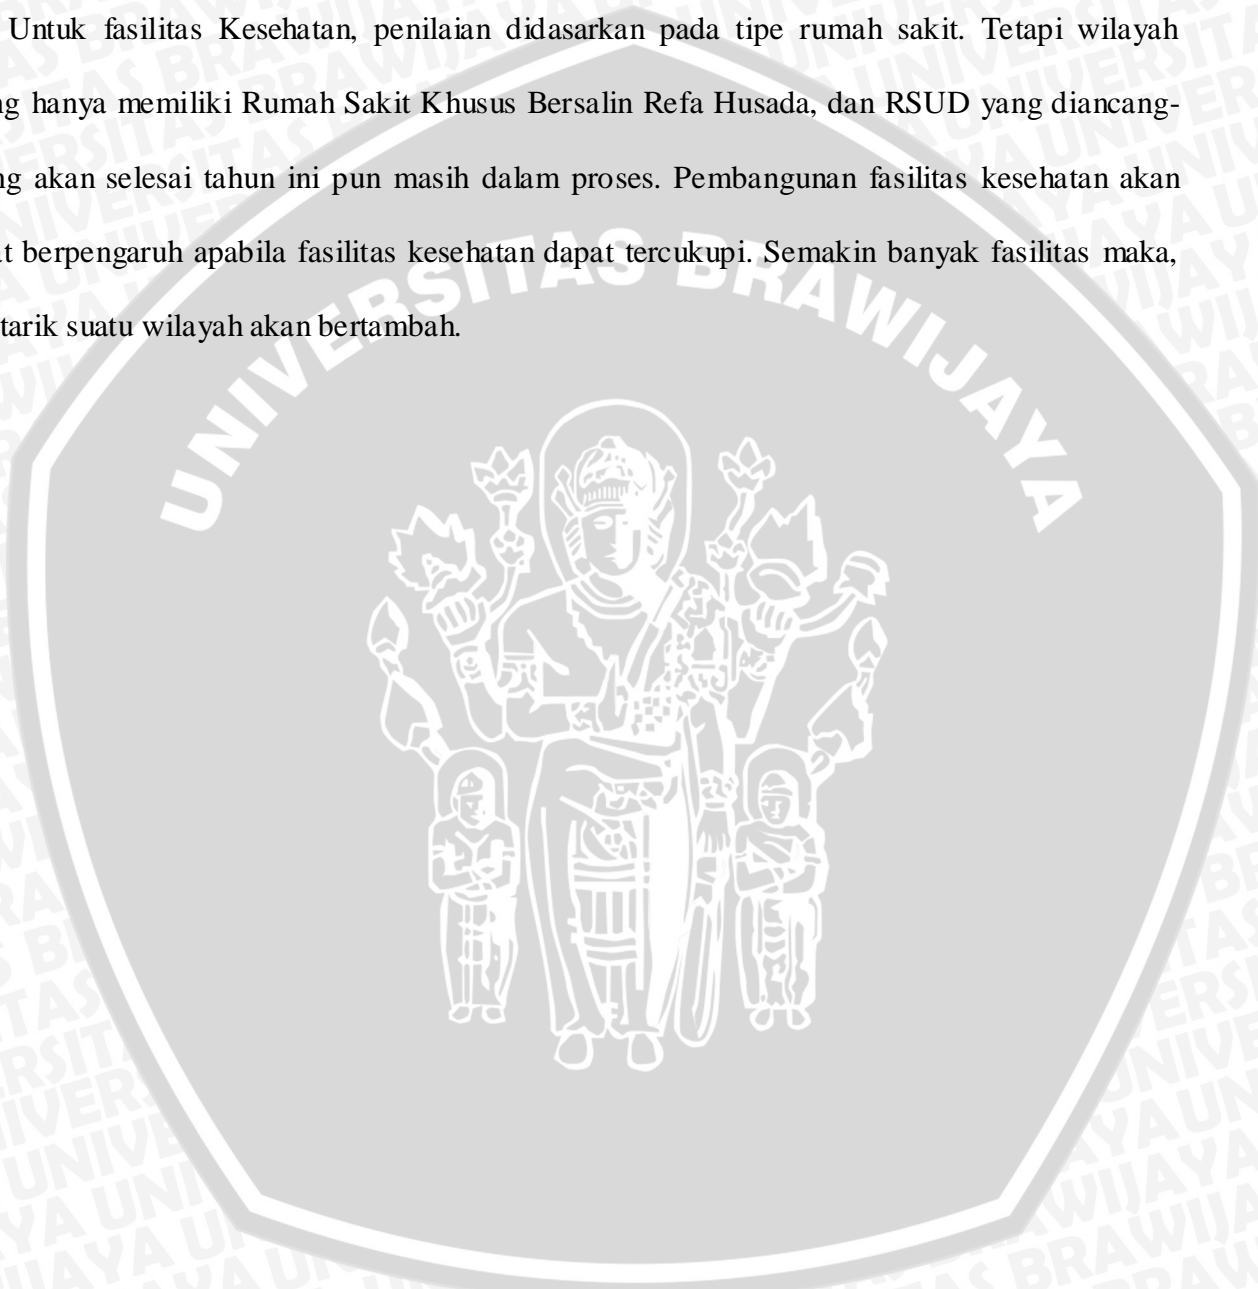 Untuk fasilitas Kesehatan, penilaian didasarkan pada tipe rumah sakit. Tetapi wilayah
hanya memiliki Rumah Sakit Khusus Bersalin Refa Husada, dan RSUD yang diancang-
akan selesai tahun ini pun masih dalam proses. Pembangunan fasilitas kesehatan akan
berpengaruh apabila fasilitas kesehatan dapat tercukupi. Semakin banyak fasilitas maka,
tarik suatu wilayah akan bertambah.
UNIVERSITAS BRAWIJAYA